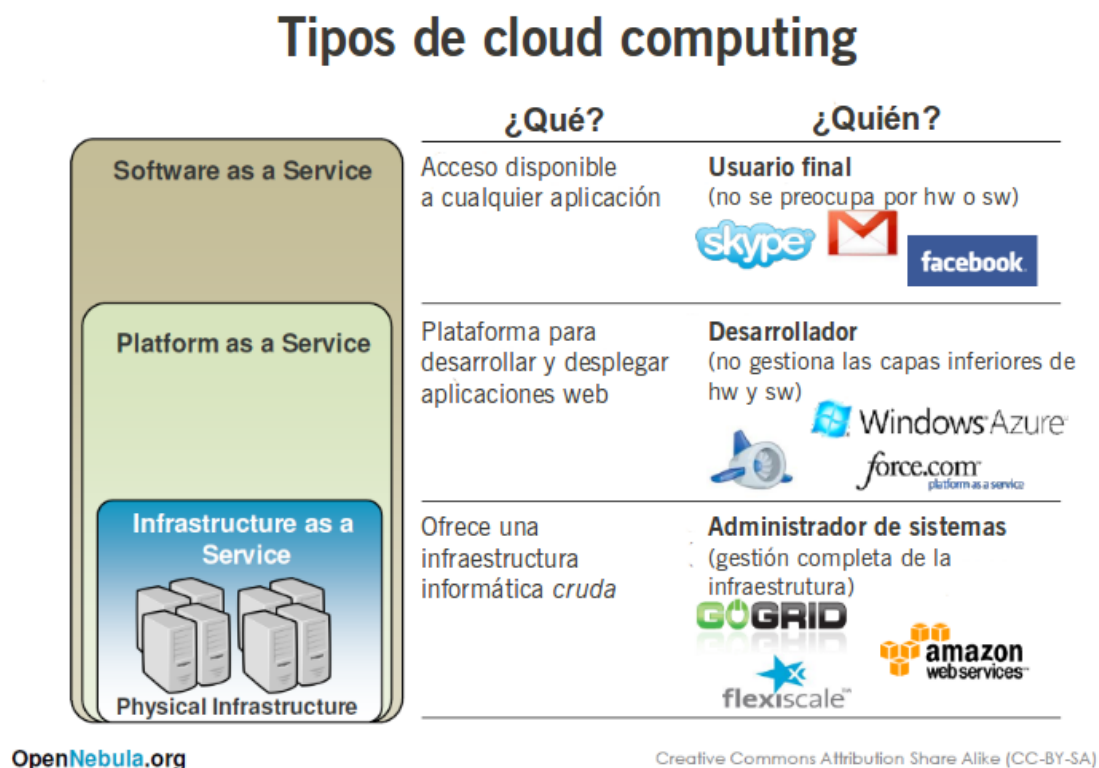 Tipos de cloud computing
¿Qué?
¿Quién?
Software as a Service
Acceso disponible
a cualquier aplicación
Usuario final
(no se preocupa por hw o sw)
skype
facebook
Platform as a Service
Plataforma para
desarrollar y desplegar
aplicaciones web
Desarrollador
(no gestiona las capas inferiores de
hw y sw)
Windows Azure
force.com
platform as a service
Infrastructure as a
Service
Physical Infrastructure
Ofrece una
infraestructura
informática cruda
Administrador de sistemas
(gestión completa de la
infraestrutura)
GOGRID
amazon
web services
flexiscale
OpenNebula.org
Creative Commons Attribution Share Alike (CC-BY-SA)